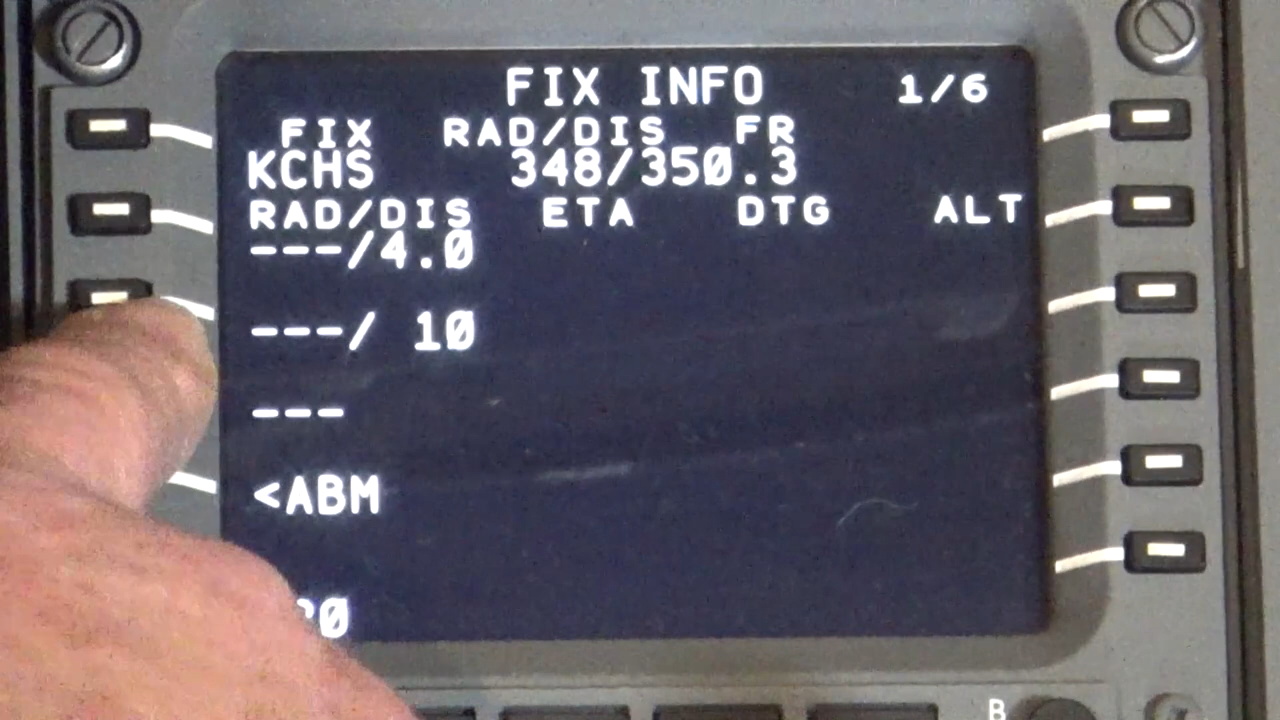 FIX INFO 1/6
FIX RAD/DIS FR
KCHS 348/350.3
RAD/DIS ETA DTG ALT
---/4.0
---/ 10
---
<ABM
B